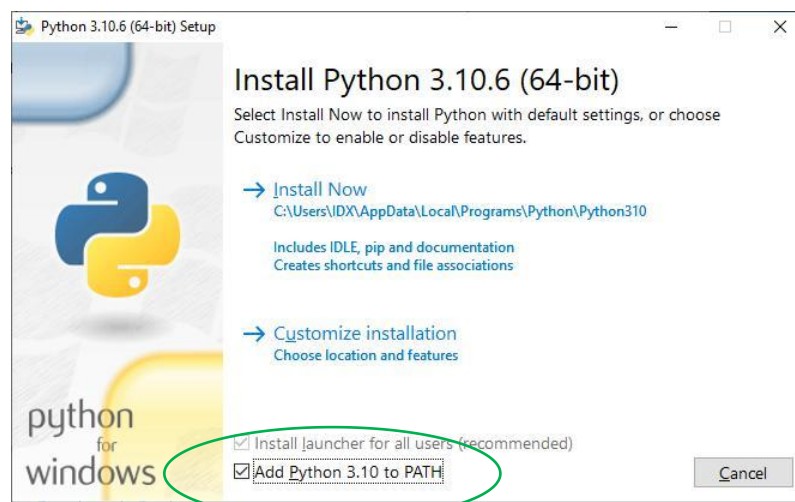 Python 3.10.6 (64-bit) Setup
Install Python 3.10.6 (64-bit)
Select Install Now to install Python with default settings, or choose
Customize to enable or disable features.
Install Now
C:\Users\IDX\AppData\Local\Programs\Python\Python310
Includes IDLE, pip and documentation
Creates shortcuts and file associations
Customize installation
Choose location and features
python
for
windows
Install launcher for all users (recommended)
Add Python 3.10 to PATH
Cancel